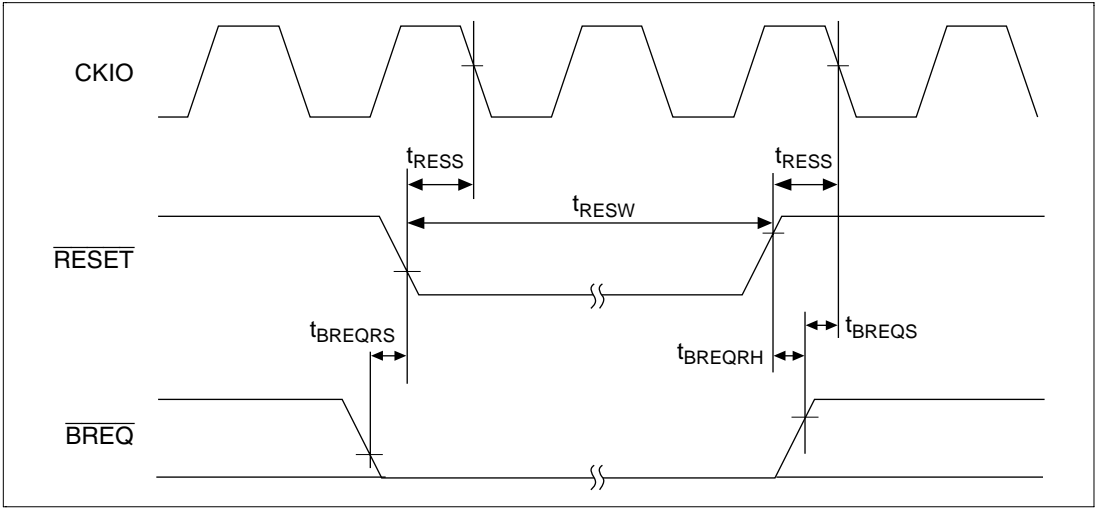 CKIO
tRESS tRESS
tRESW
RESET
tBREQRS tBREQS
tBREQRH
BREQ